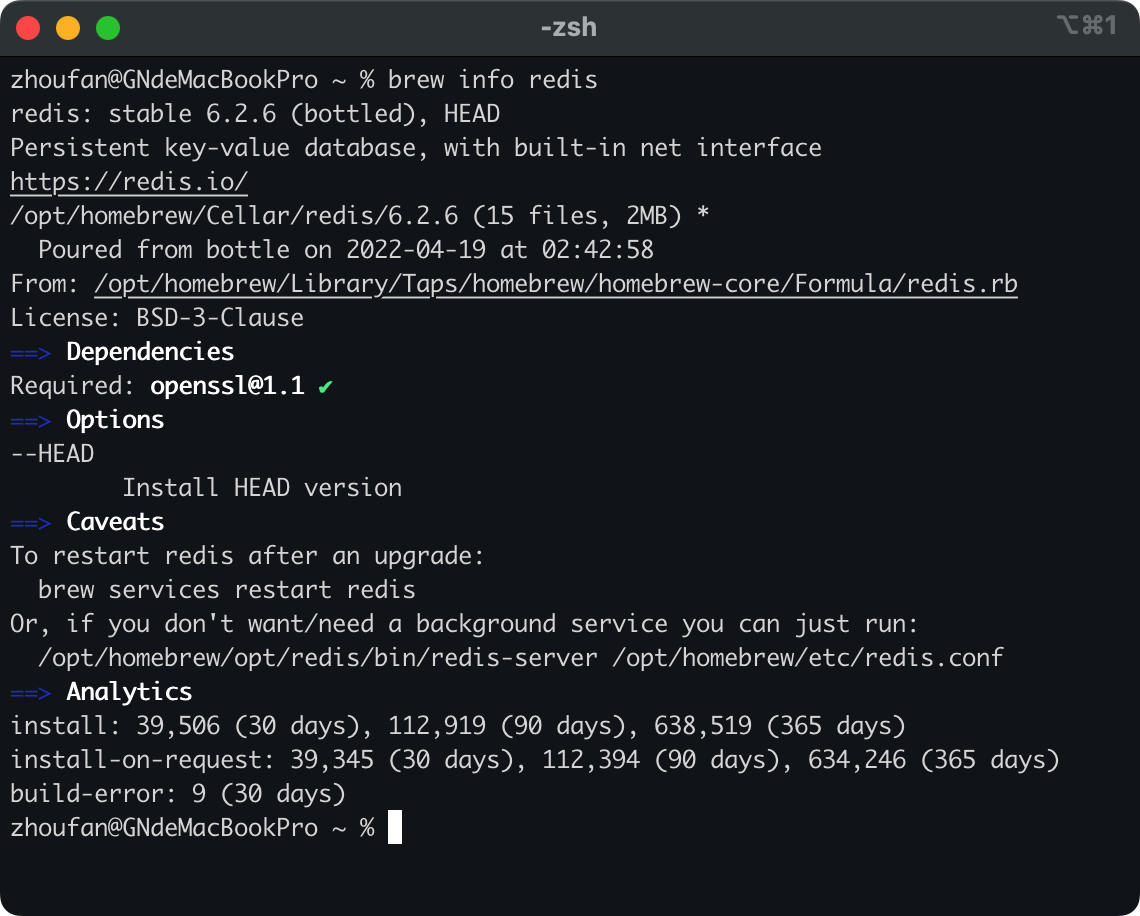 -zsh
⌥⌘1
zhoufan@GNdeMacBookPro ~ % brew info redis
redis: stable 6.2.6 (bottled), HEAD
Persistent key-value database, with built-in net interface
https://redis.io/
/opt/homebrew/Cellar/redis/6.2.6 (15 files, 2MB) *
  Poured from bottle on 2022-04-19 at 02:42:58
From: /opt/homebrew/Library/Taps/homebrew/homebrew-core/Formula/redis.rb
License: BSD-3-Clause
==> Dependencies
Required: openssl@1.1 ✔
==> Options
--HEAD
        Install HEAD version
==> Caveats
To restart redis after an upgrade:
  brew services restart redis
Or, if you don't want/need a background service you can just run:
  /opt/homebrew/opt/redis/bin/redis-server /opt/homebrew/etc/redis.conf
==> Analytics
install: 39,506 (30 days), 112,919 (90 days), 638,519 (365 days)
install-on-request: 39,345 (30 days), 112,394 (90 days), 634,246 (365 days)
build-error: 9 (30 days)
zhoufan@GNdeMacBookPro ~ %